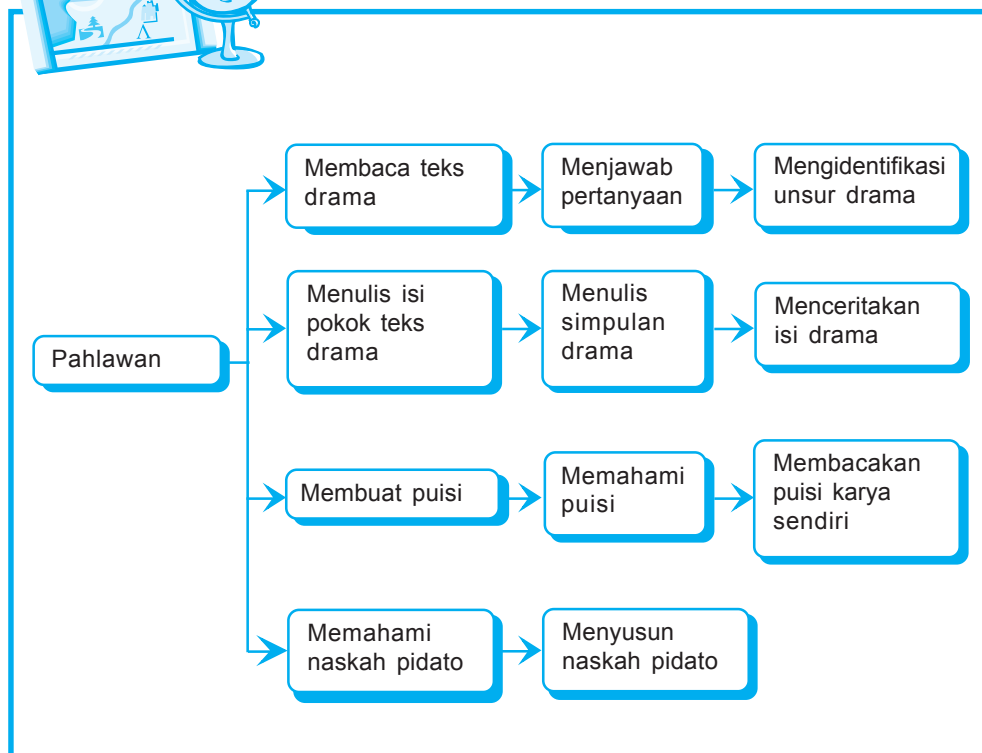 Membaca teks
drama
Menjawab
pertanyaan
Mengidentifikasi
unsur drama
Menulis isi
pokok teks
drama
Menulis
simpulan
drama
Menceritakan
isi drama
Pahlawan
Membuat puisi
Memahami
puisi
Membacakan
puisi karya
sendiri
Memahami
naskah pidato
Menyusun
naskah pidato